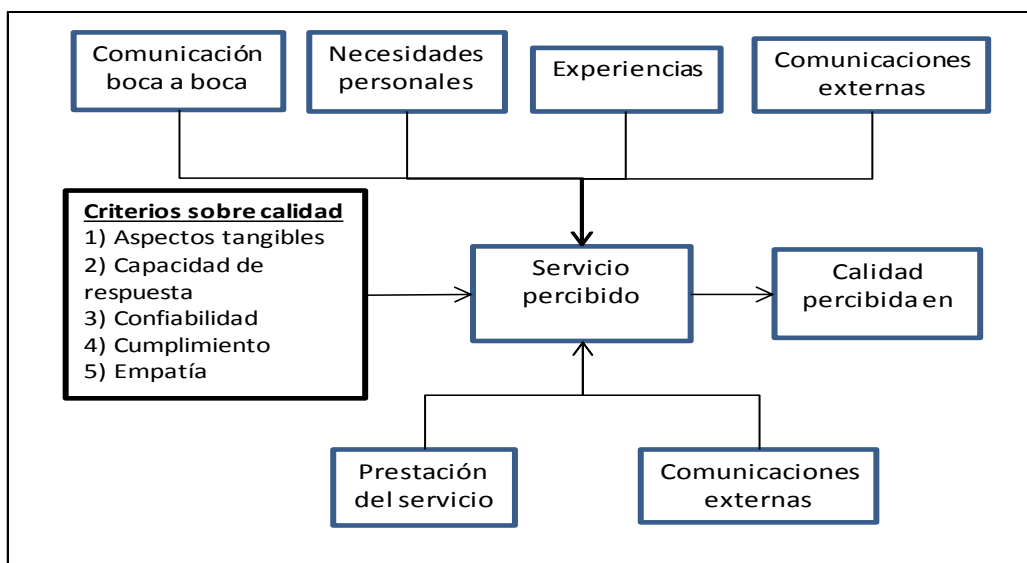 Comunicación
boca a boca
Necesidades
personales
Experiencias
Comunicaciones
externas
Criterios sobre calidad
1) Aspectos tangibles
2) Capacidad de
respuesta
3) Confiabilidad
4) Cumplimiento
5) Empatía
Servicio
percibido
Calidad
percibida en
Prestación
del servicio
Comunicaciones
externas